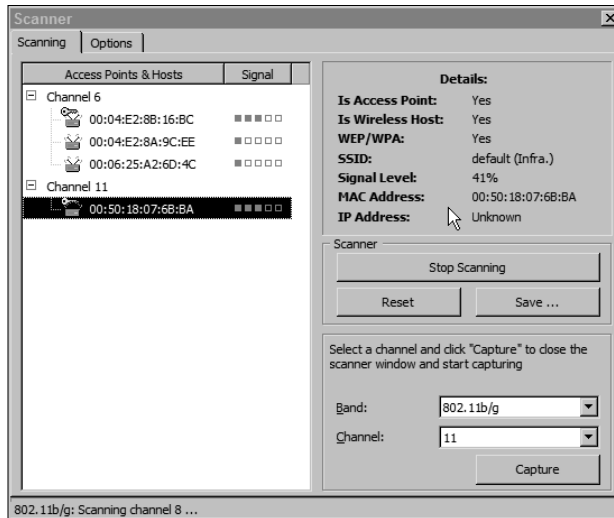 Scanner
Scanning Options
Access Points & Hosts Signal
Channel 6
00:04:E2:8B:16:BC
00:04:E2:8A:9C:EE
00:06:25:A2:6D:4C
Channel 11
00:50:18:07:6B:BA
Details:
Is Access Point: Yes
Is Wireless Host: Yes
WEP/WPA: Yes
SSID: default (Infra.)
Signal Level: 41%
MAC Address: 00:50:18:07:6B:BA
IP Address: Unknown
Scanner
Stop Scanning
Reset Save ...
Select a channel and click "Capture" to close the
scanner window and start capturing
Band: 802.11b/g
Channel: 11
Capture
802.11b/g: Scanning channel 8 ...